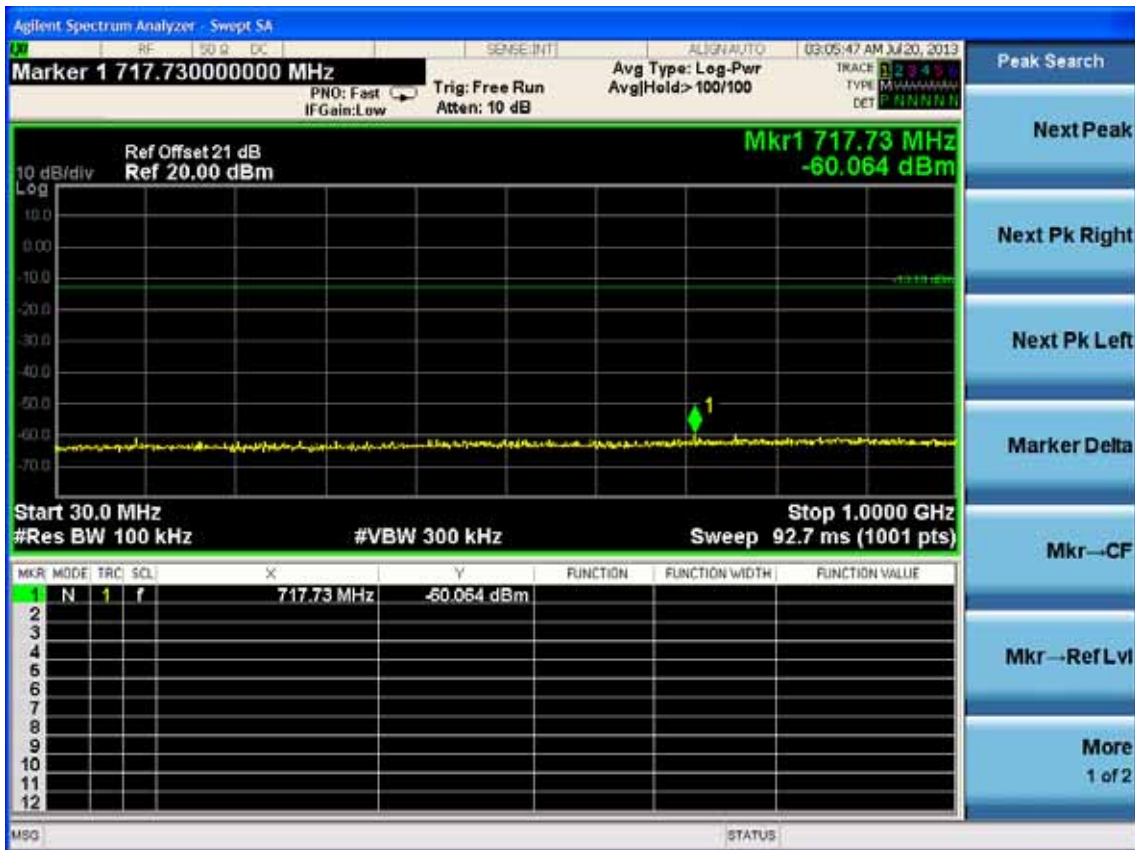 Agilent Spectrum Analyzer - Swept SA
RF 50 Ω DC SENSE:INT ALIGN AUTO 03:05:47 AM Jul 20, 2013
Marker 1 717.730000000 MHz
PNO: Fast
IFGain:Low
Trig: Free Run
Atten: 10 dB
Avg Type: Log-Pwr
Avg|Hold:> 100/100
TRACE 1 2 3 4 5 6
TYPE M
DET P N N N N N
Mkr1 717.73 MHz
-60.064 dBm
Ref Offset 21 dB
10 dB/div Ref 20.00 dBm
Log
10.0
0.00
-10.0
-20.0
-30.0
-40.0
-50.0
-60.0
-70.0
1
Start 30.0 MHz Stop 1.0000 GHz
#Res BW 100 kHz #VBW 300 kHz Sweep 92.7 ms (1001 pts)
MKR MODE TRC SCL X Y FUNCTION FUNCTION WIDTH FUNCTION VALUE
1 N 1 f 717.73 MHz -60.064 dBm
2
3
4
5
6
7
8
9
10
11
12
MSG STATUS
Peak Search
Next Peak
Next Pk Right
Next Pk Left
Marker Delta
Mkr→CF
Mkr→Ref Lvl
More
1 of 2